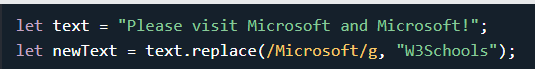 let text = "Please visit Microsoft and Microsoft!";
let newText = text.replace(/Microsoft/g, "W3Schools");